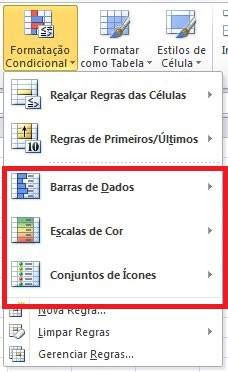 Formatação Condicional
Formatar como Tabela
Estilos de Célula
Realçar Regras das Células
Regras de Primeiros/Últimos
10
Barras de Dados
Escalas de Cor
Conjuntos de Ícones
Nova Regra...
Limpar Regras
Gerenciar Regras...